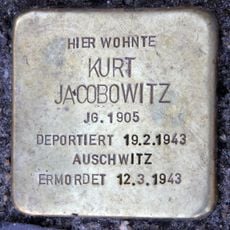 HIER WOHNTE
KURT
JACOBOWITZ
JG. 1905
DEPORTIERT 19.2.1943
AUSCHWITZ
ERMORDET 12.3.1943